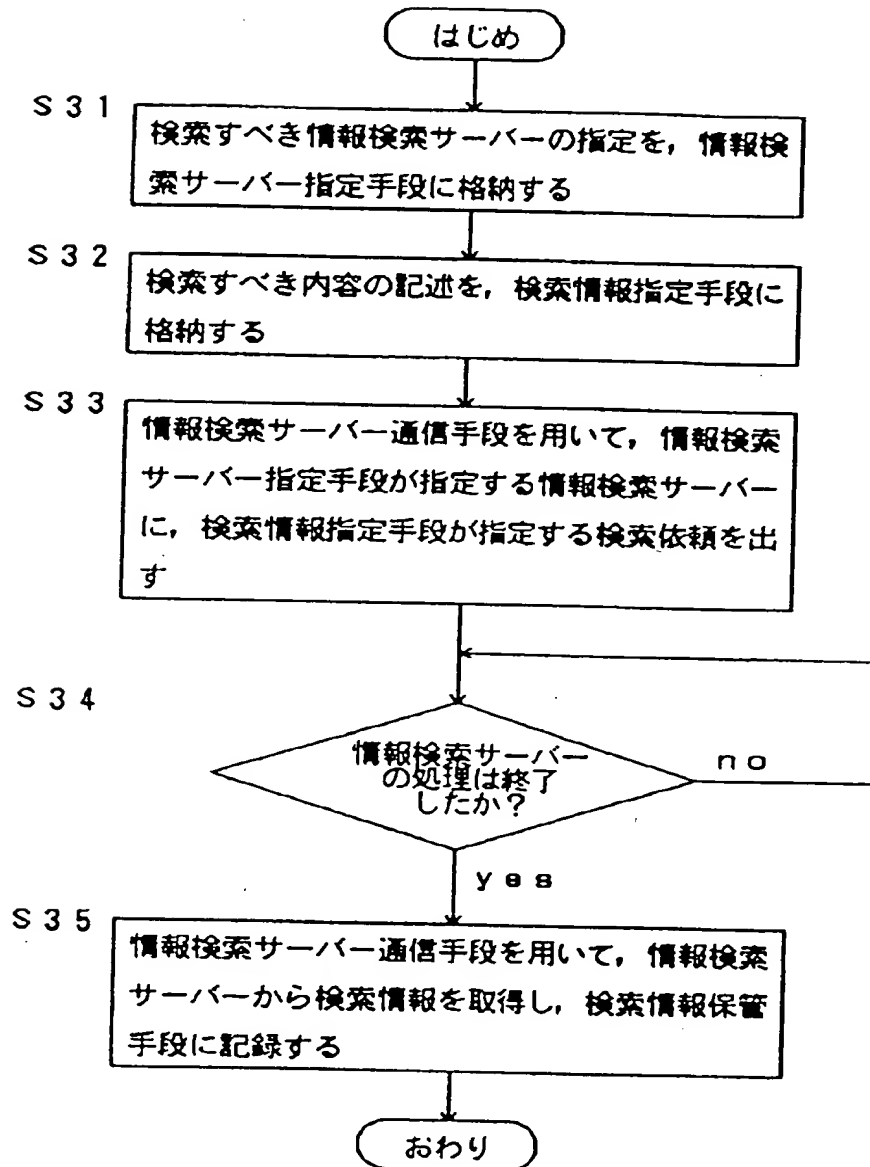 はじめ
S31
検索すべき情報検索サーバーの指定を，情報検
索サーバー指定手段に格納する
S32
検索すべき内容の記述を，検索情報指定手段に
格納する
S33
情報検索サーバー通信手段を用いて，情報検索
サーバー指定手段が指定する情報検索サーバー
に，検索情報指定手段が指定する検索依頼を出
す
S34
情報検索サーバー
の処理は終了
したか？
no
yes
S35
情報検索サーバー通信手段を用いて，情報検索
サーバーから検索情報を取得し，検索情報保管
手段に記録する
おわり